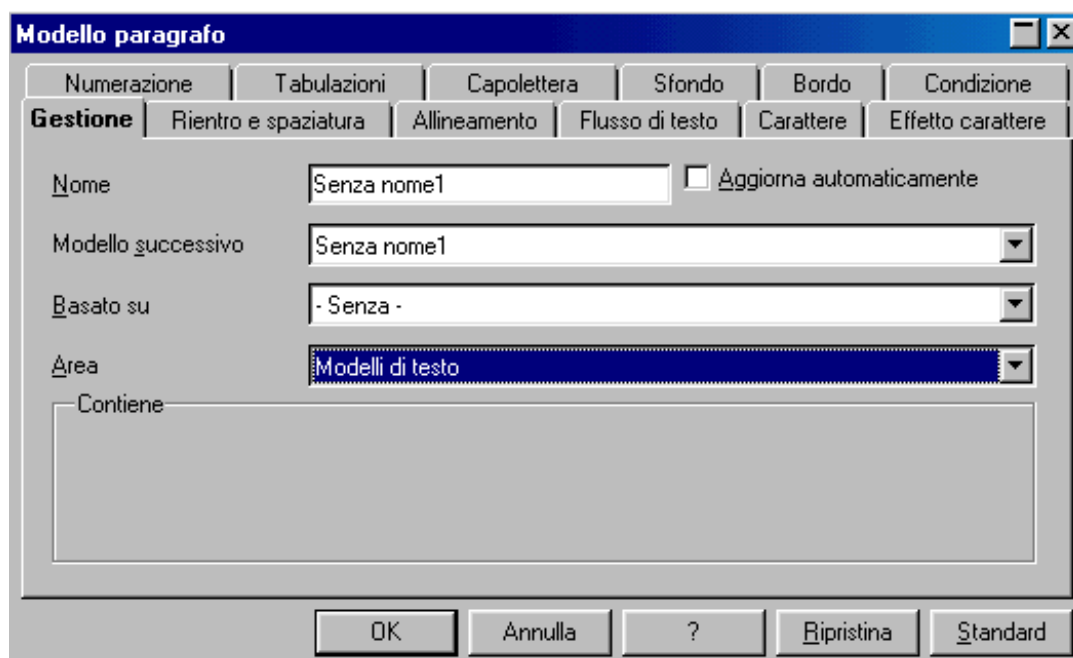 Modello paragrafo
Numerazione Tabulazioni Capolettera Sfondo Bordo Condizione
Gestione Rientro e spaziatura Allineamento Flusso di testo Carattere Effetto carattere
Nome Senza nome1 Aggiorna automaticamente
Modello successivo Senza nome1
Basato su - Senza -
Area Modelli di testo
Contiene
OK Annulla ? Ripristina Standard